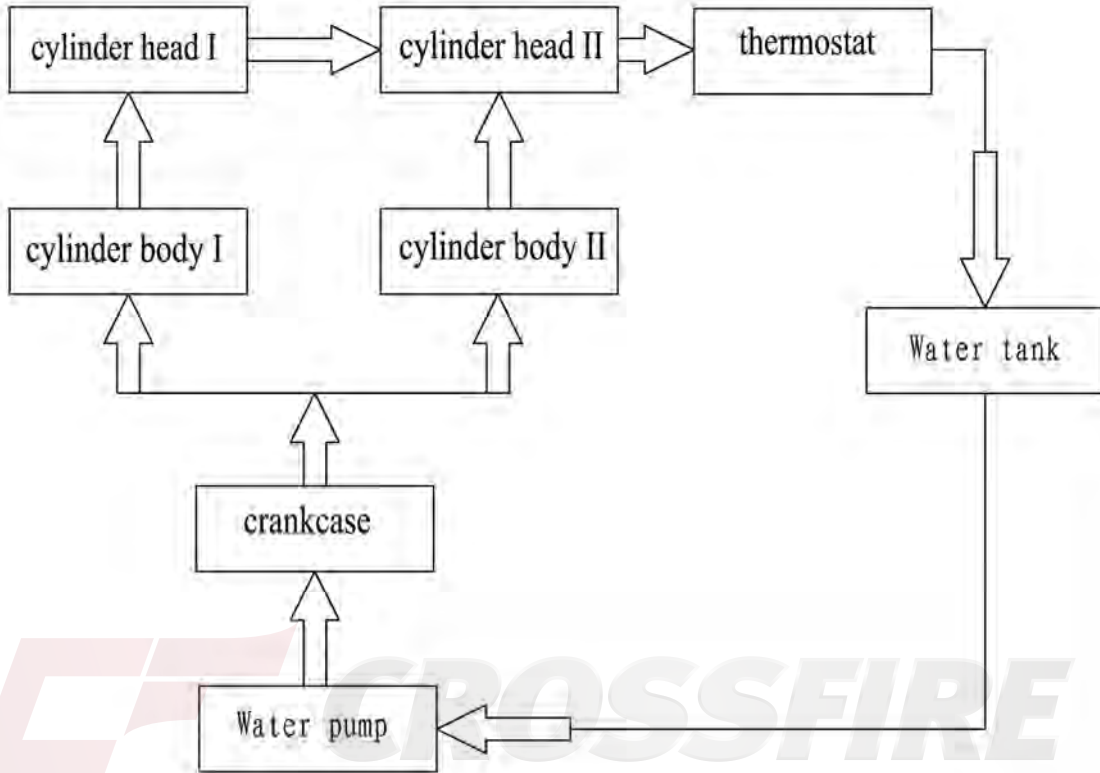 cylinder head I
cylinder head II
thermostat
cylinder body I
cylinder body II
Water tank
crankcase
Water pump
CROSSFIRE